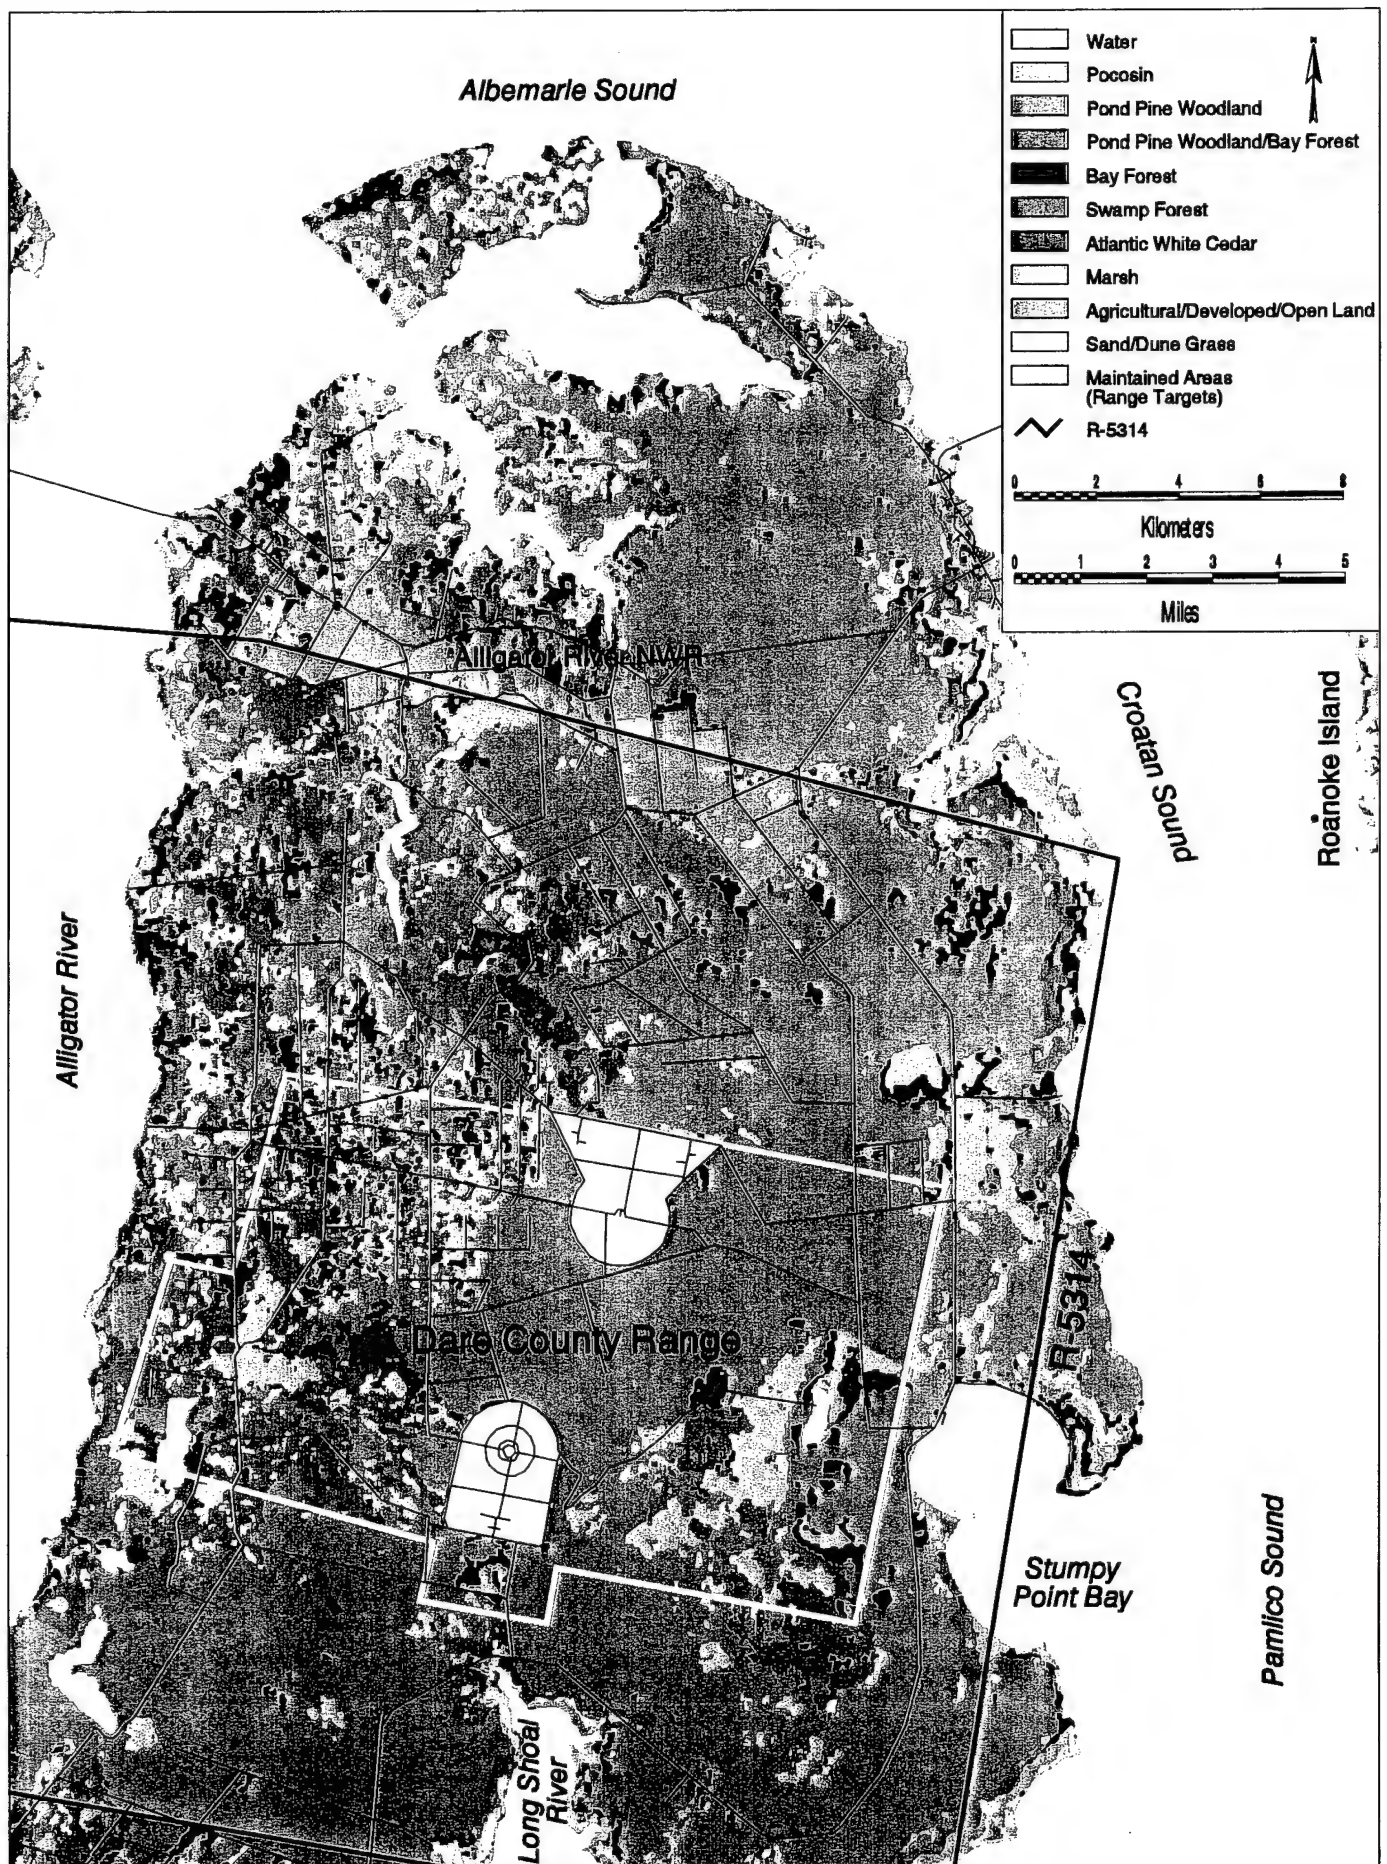 Albemarle Sound
Water
Pocosin
Pond Pine Woodland
Pond Pine Woodland/Bay Forest
Bay Forest
Swamp Forest
Atlantic White Cedar
Marsh
Agricultural/Developed/Open Land
Sand/Dune Grass
Maintained Areas
(Range Targets)
R-5314
N
0 2 4 6 8
Kilometers
0 1 2 3 4 5
Miles
Alligator River NWR
Croatan Sound
Roanoke Island
Alligator River
R-5314
Dare County Range
Stumpy
Point Bay
Pamlico Sound
Long Shoal
River